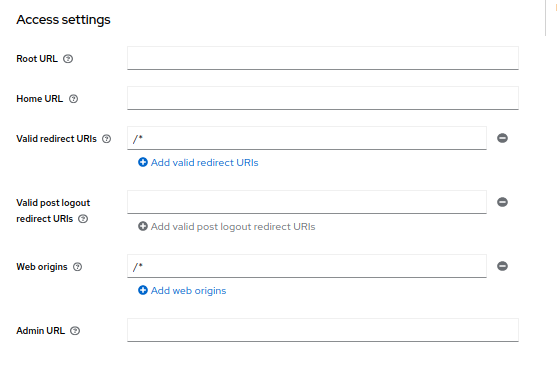 Access settings
Root URL
Home URL
Valid redirect URIs
/*
Add valid redirect URIs
Valid post logout
redirect URIs
Add valid post logout redirect URIs
Web origins
/*
Add web origins
Admin URL